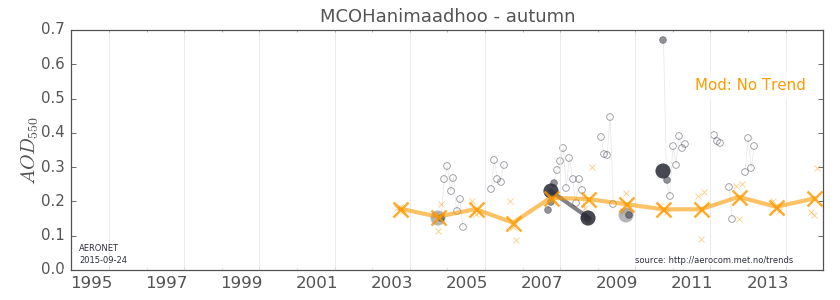 MCOHanimaadhoo - autumn
0.7
0.6
0.5
0.4
0.3
0.2
0.1
0.0
AOD550
Mod: No Trend
AERONET
2015-09-24
source: http://aerocom.met.no/trends
1995 1997 1999 2001 2003 2005 2007 2009 2011 2013